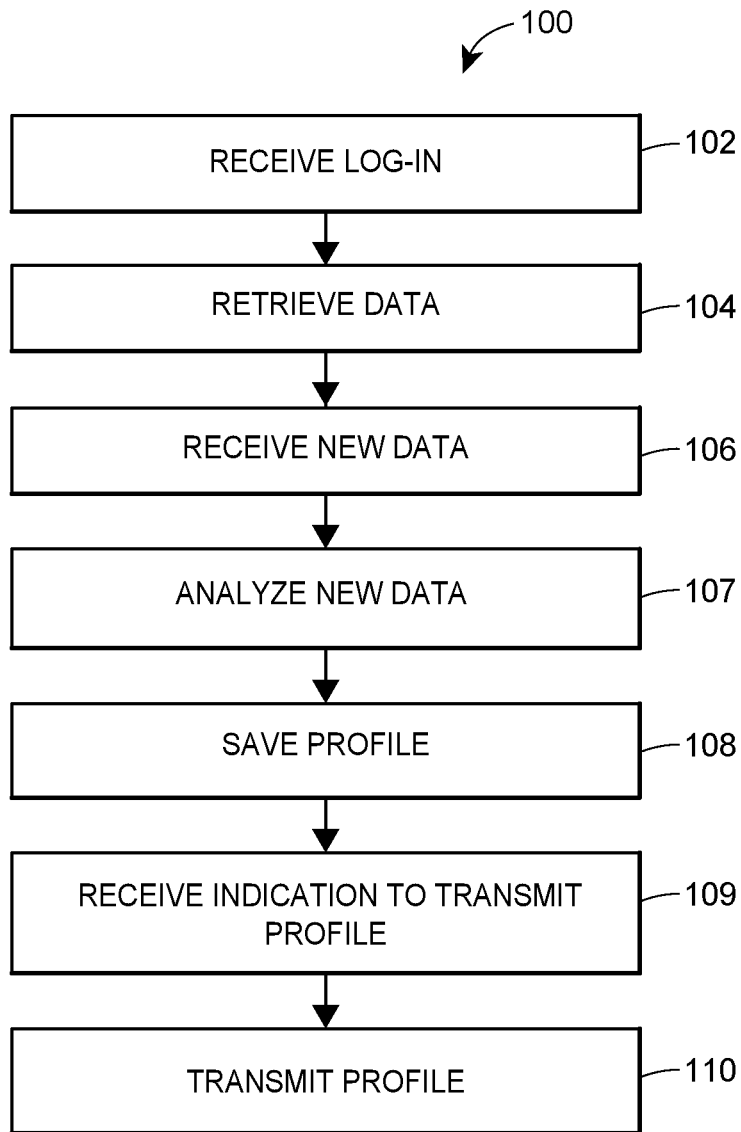 100
RECEIVE LOG-IN
102
RETRIEVE DATA
104
RECEIVE NEW DATA
106
ANALYZE NEW DATA
107
SAVE PROFILE
108
RECEIVE INDICATION TO TRANSMIT
PROFILE
109
TRANSMIT PROFILE
110